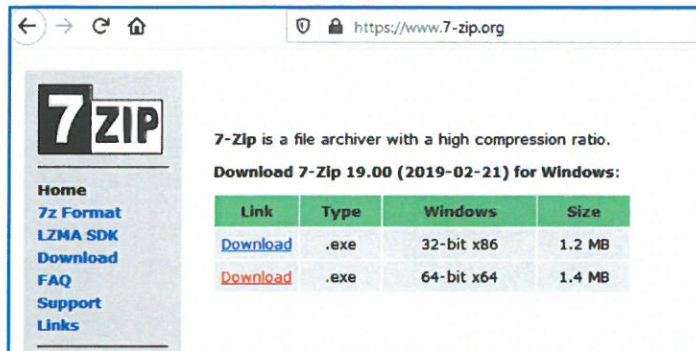 https://www.7-zip.org
7ZIP
7-Zip is a file archiver with a high compression ratio.
Download 7-Zip 19.00 (2019-02-21) for Windows:
Link Type Windows Size
Download .exe 32-bit x86 1.2 MB
Download .exe 64-bit x64 1.4 MB
Home
7z Format
LZMA SDK
Download
FAQ
Support
Links